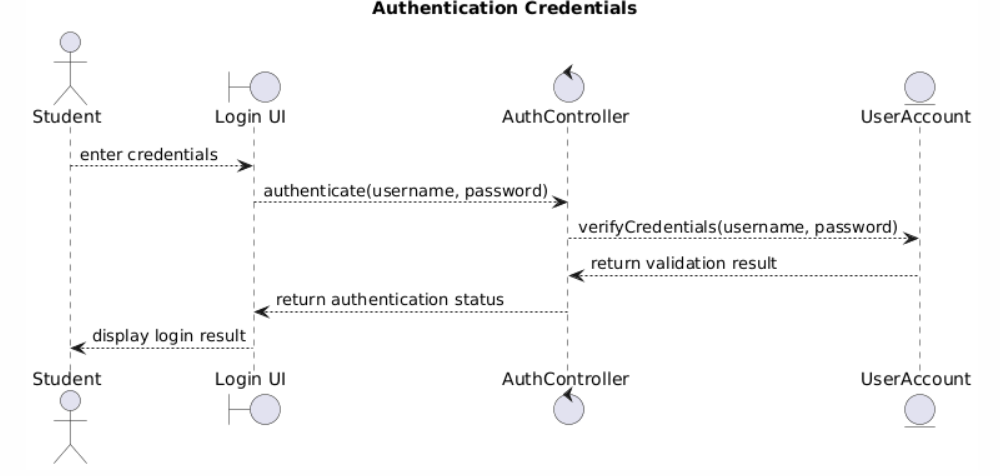 Authentication Credentials
Student
Login UI
AuthController
UserAccount
enter credentials
authenticate(username, password)
verifyCredentials(username, password)
return validation result
return authentication status
display login result
Student
Login UI
AuthController
UserAccount